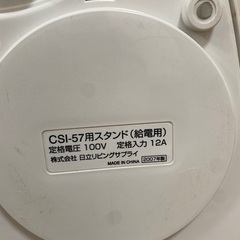 CSI-57用スタンド(給電用)
定格電圧 100V 定格入力 12A
株式会社 日立リビングサプライ 2007年製
MADE IN CHINA